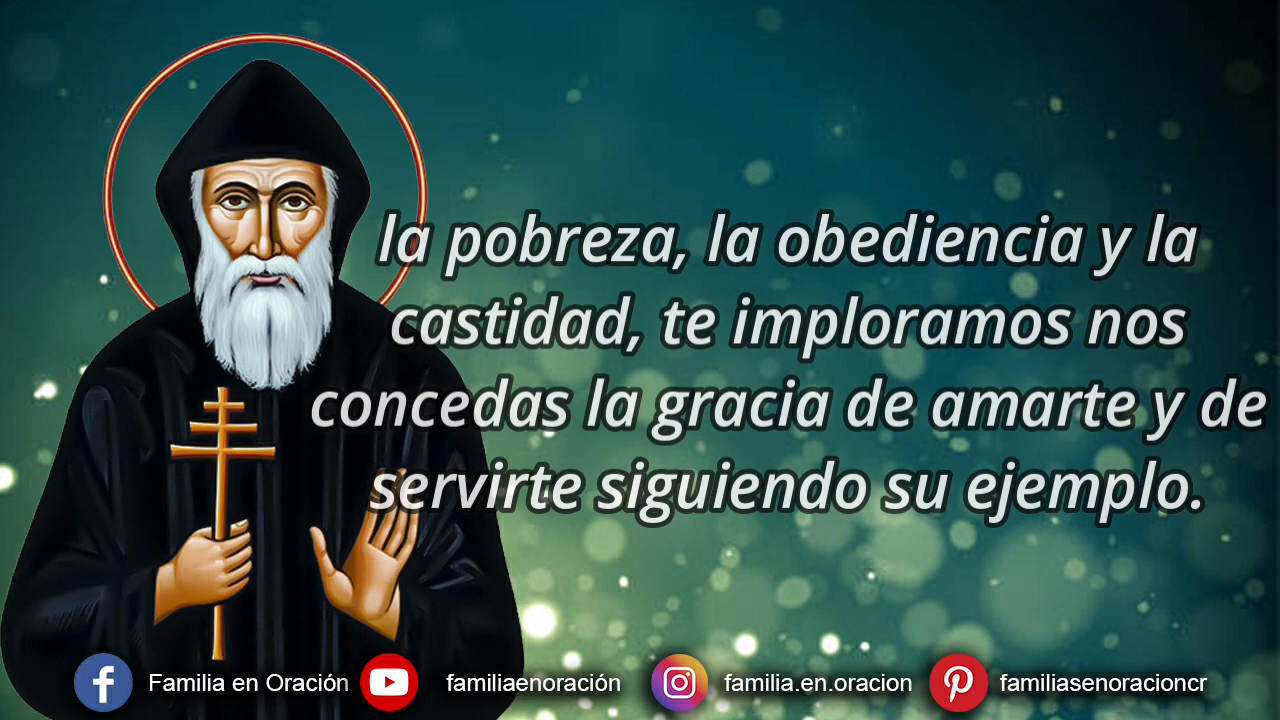 la pobreza, la obediencia y la
castidad, te imploramos nos
concedas la gracia de amarte y de
servirte siguiendo su ejemplo.
Familia en Oración familiaenoración familia.en.oracion familiasenoracioncr